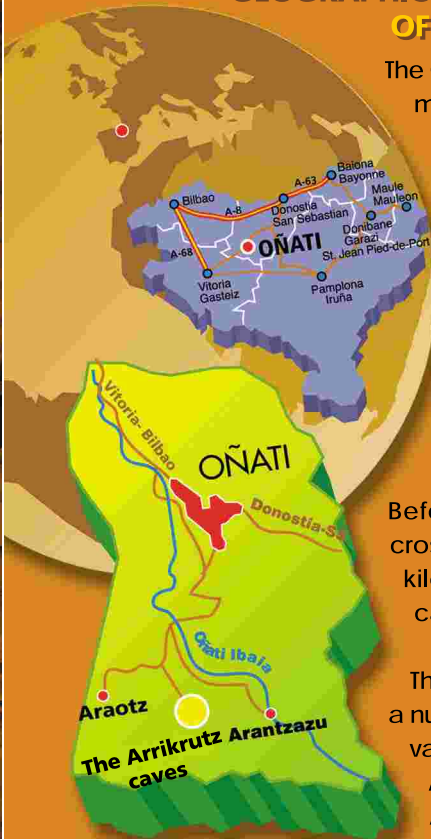 OF
The
m
Baiona
Bayonne
A-63
Maule
Mauleon
Bilbao
A-8
Donostia
San Sebastian
Donibane
Garazi
St. Jean Pied-de-Port
OÑATI
A-68
Vitoria
Gasteiz
Pamplona
Iruña
Vitoria- Bilbao
OÑATI
Donostia-S
Befo
cros
kilo
ca
Oñati Ibaia
Th
a nu
va
Araotz
The Arrikrutz
caves
Arantzazu